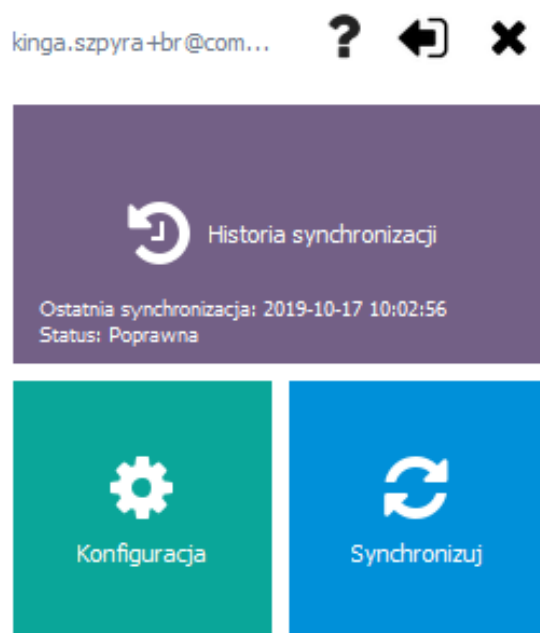 kinga.szpyra+br@com...
Historia synchronizacji
Ostatnia synchronizacja: 2019-10-17 10:02:56
Status: Poprawna
Konfiguracja
Synchronizuj